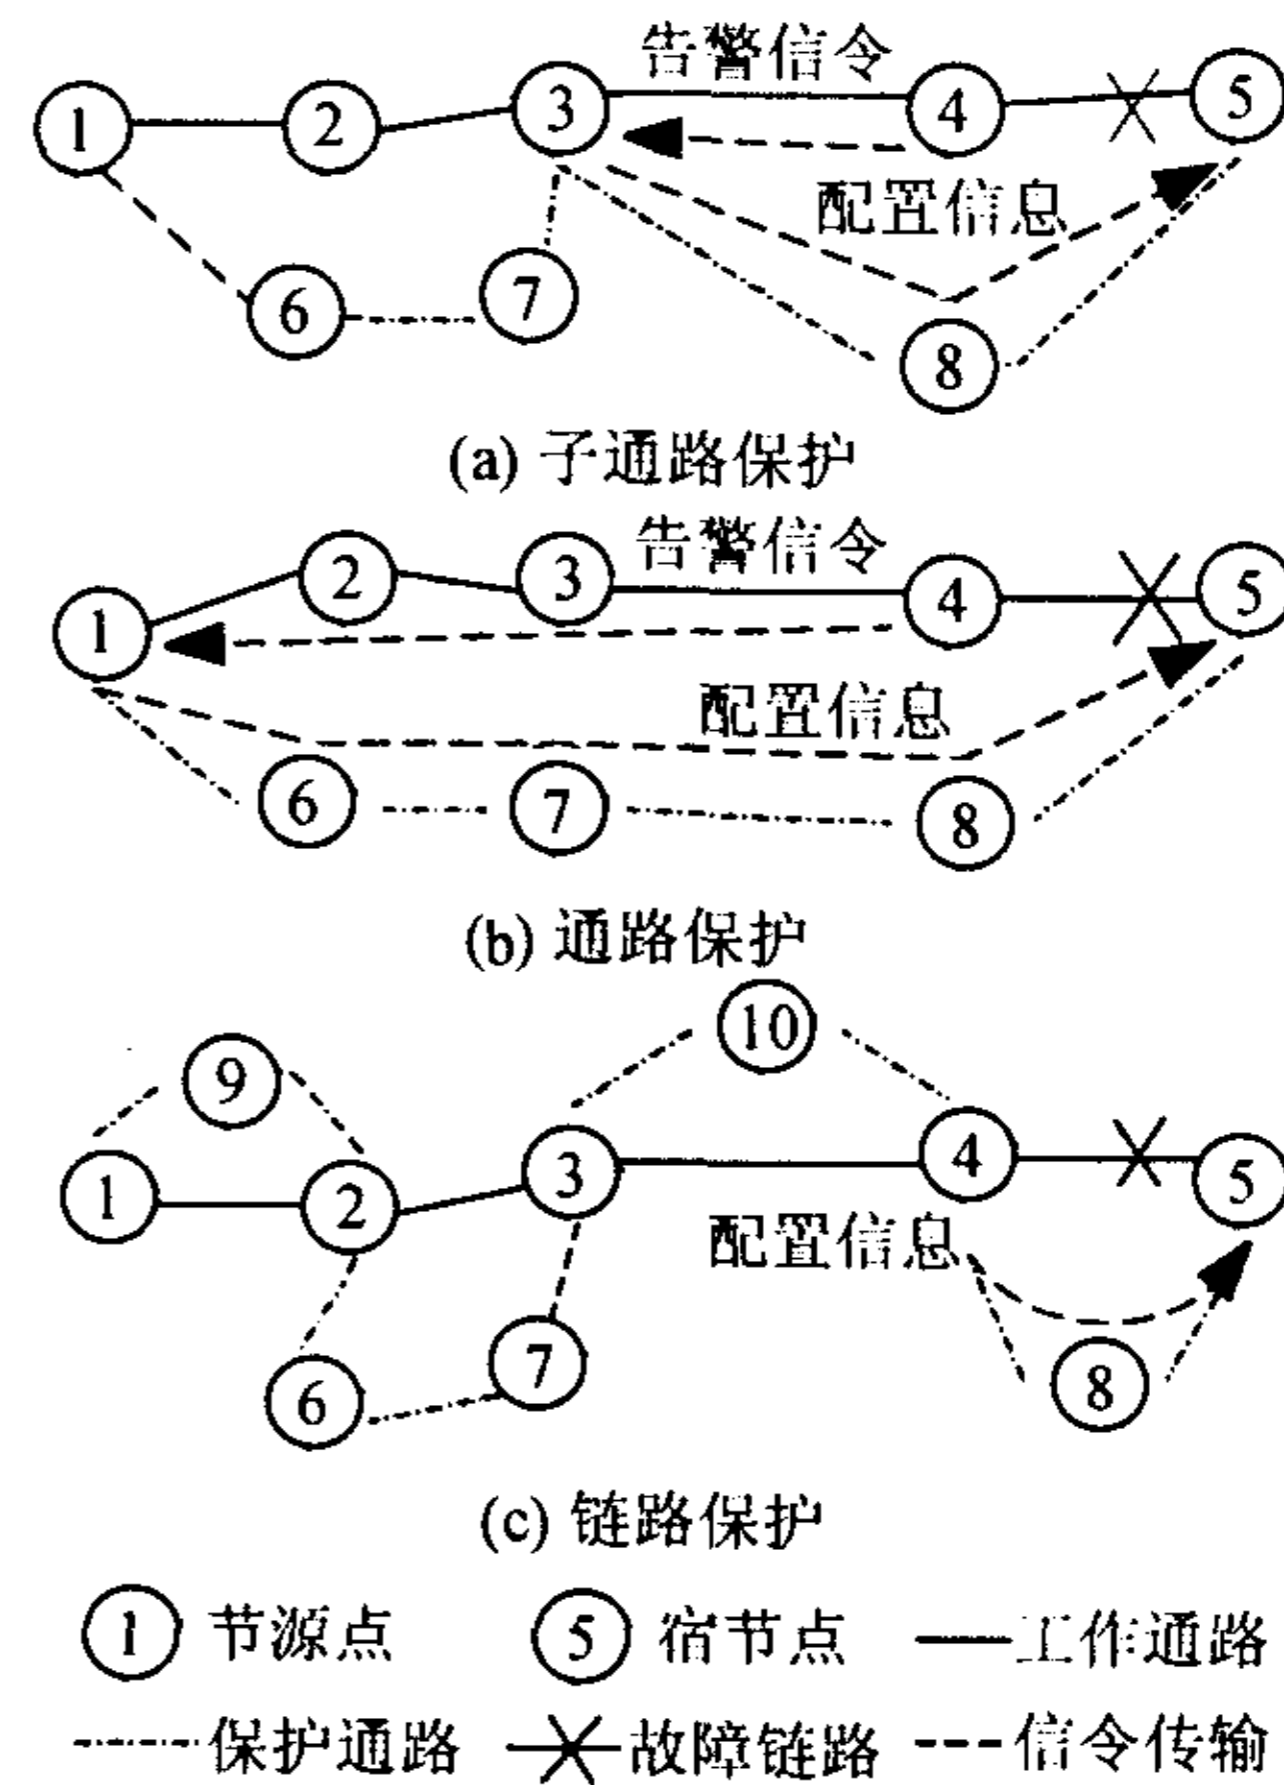 告警信令
1 2 3 4 5
配置信息
6 7 8
(a) 子通路保护
告警信令
1 2 3 4 5
配置信息
6 7 8
(b) 通路保护
10
9
1 2 3 4 5
配置信息
6 7 8
(c) 链路保护
1 节源点 5 宿节点 工作通路
保护通路 故障链路 信令传输